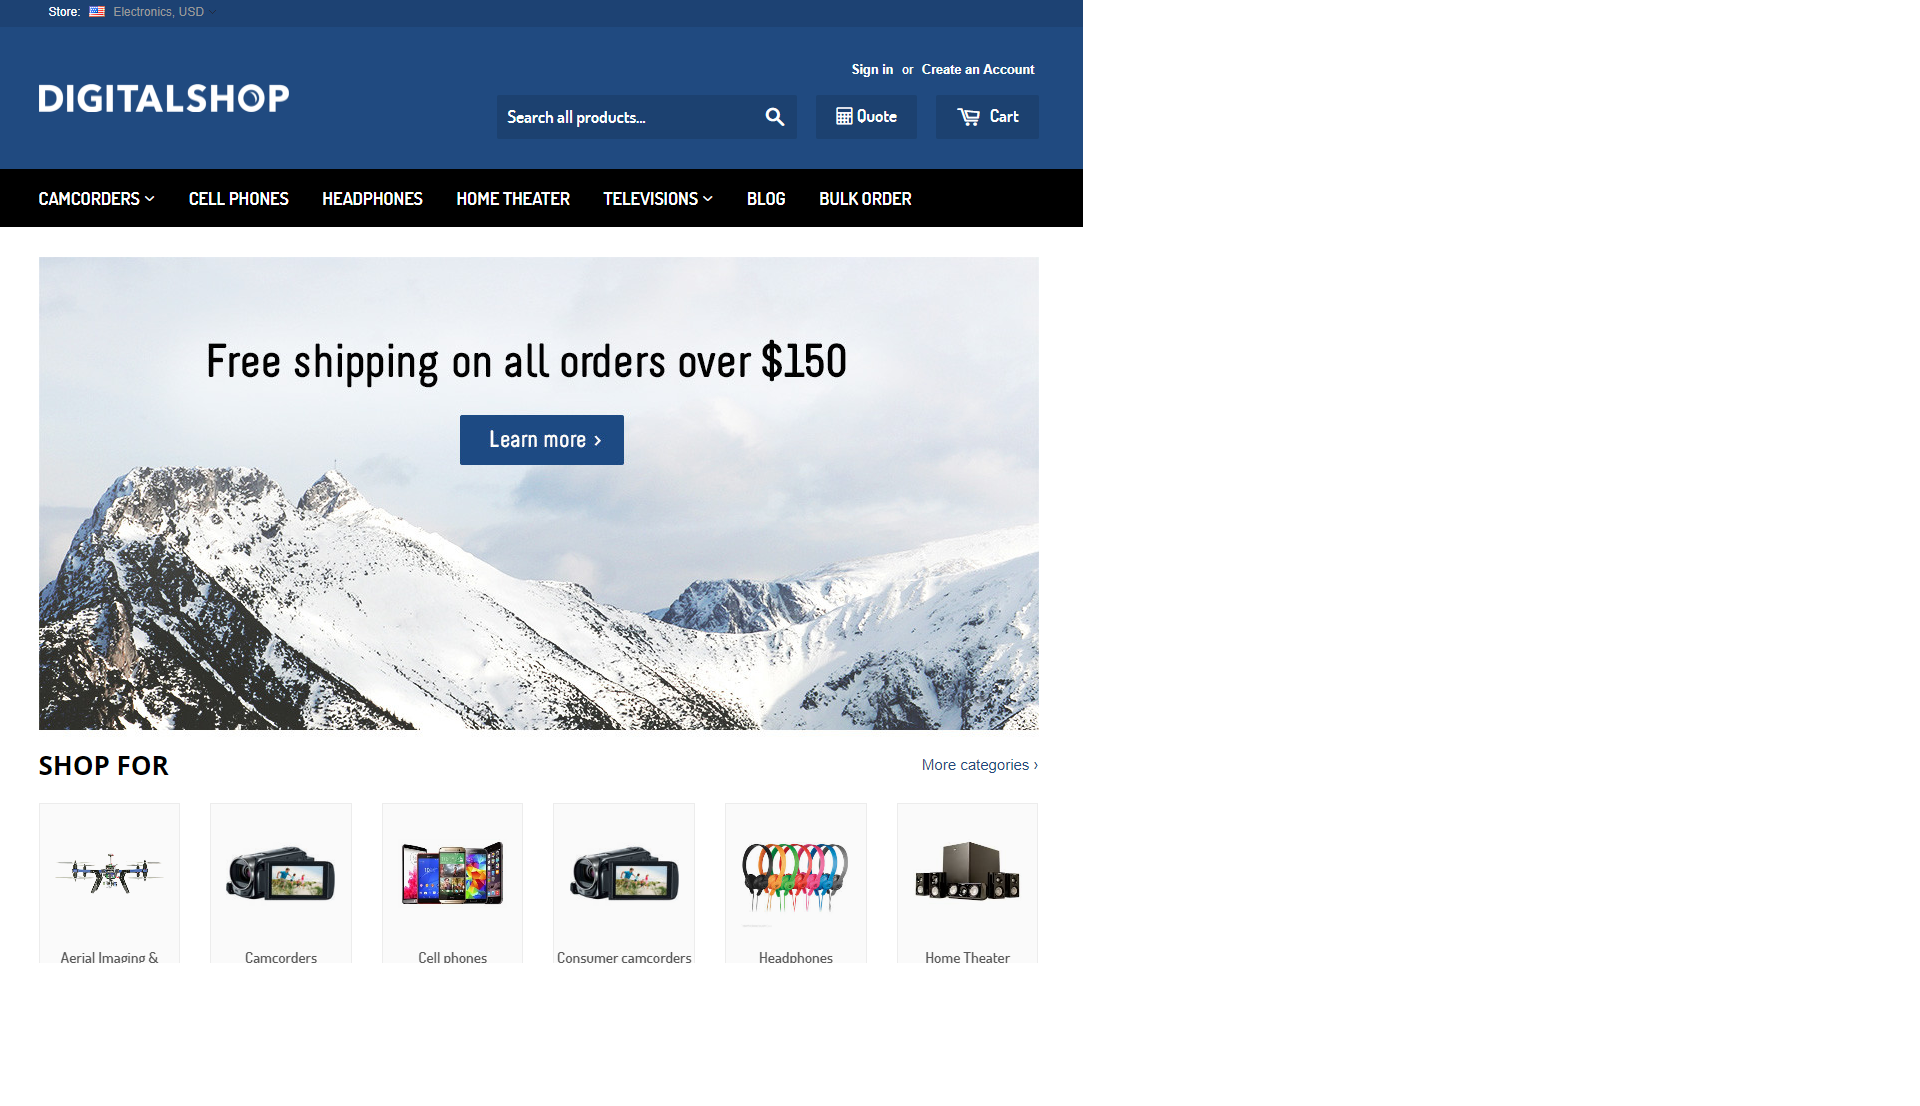 Store: Electronics, USD
Sign in or Create an Account
DIGITALSHOP
Search all products...
Quote
Cart
CAMCORDERS
CELL PHONES
HEADPHONES
HOME THEATER
TELEVISIONS
BLOG
BULK ORDER
Free shipping on all orders over $150
Learn more ›
SHOP FOR
More categories ›
Aerial Imaging &
Camcorders
Cell phones
Consumer camcorders
Headphones
Home Theater